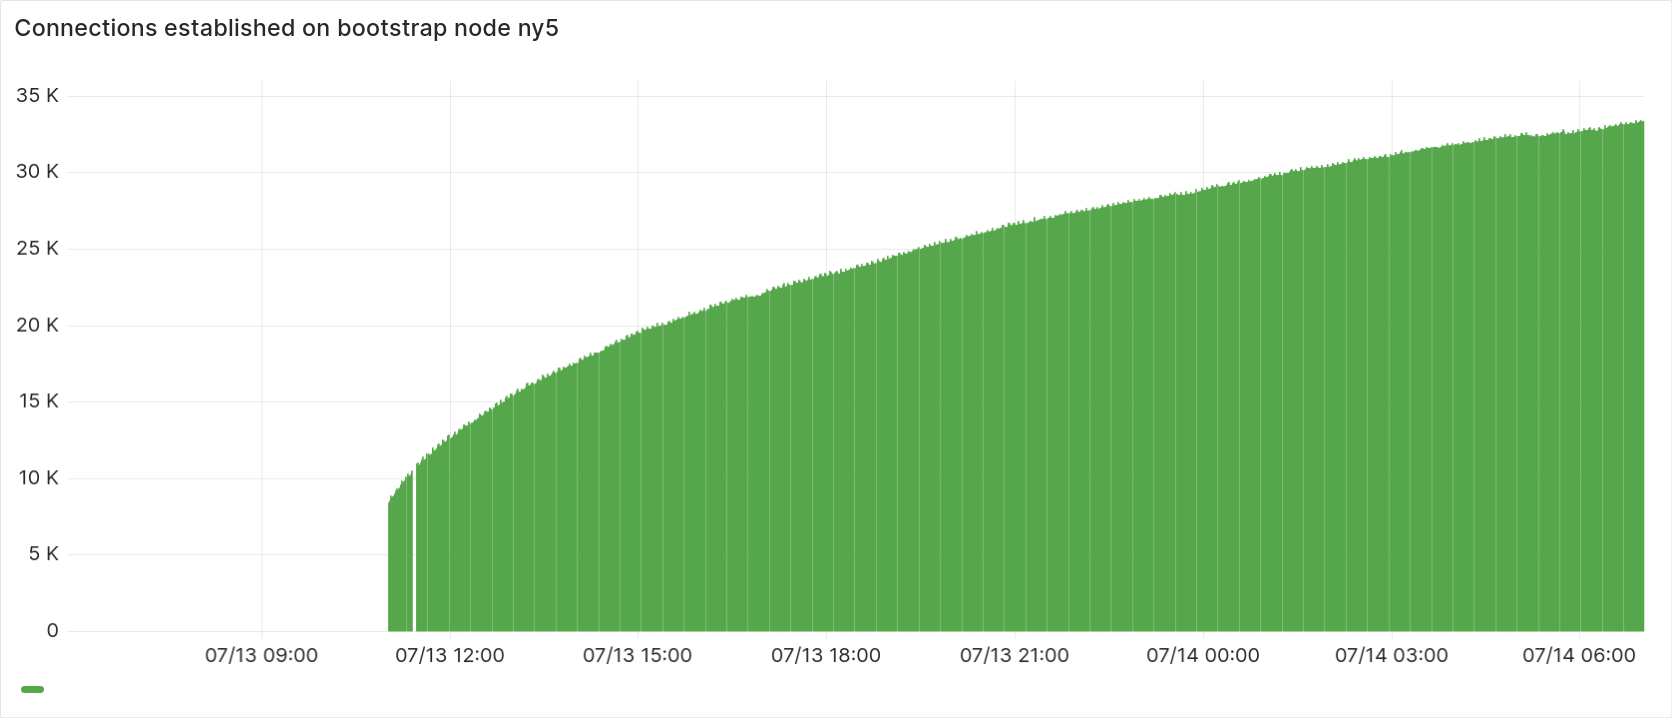 Connections established on bootstrap node ny5
35 K
30 K
25 K
20 K
15 K
10 K
5 K
0
07/13 09:00 07/13 12:00 07/13 15:00 07/13 18:00 07/13 21:00 07/14 00:00 07/14 03:00 07/14 06:00